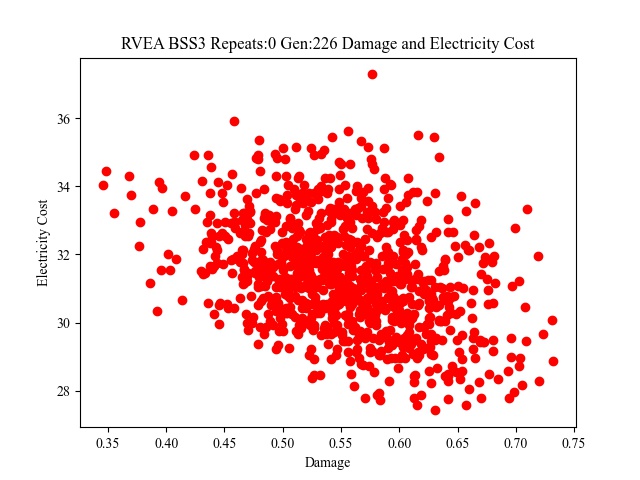 RVEA BSS3 Repeats:0 Gen:226 Damage and Electricity Cost
Electricity Cost
36
34
32
30
28
0.35 0.40 0.45 0.50 0.55 0.60 0.65 0.70 0.75
Damage